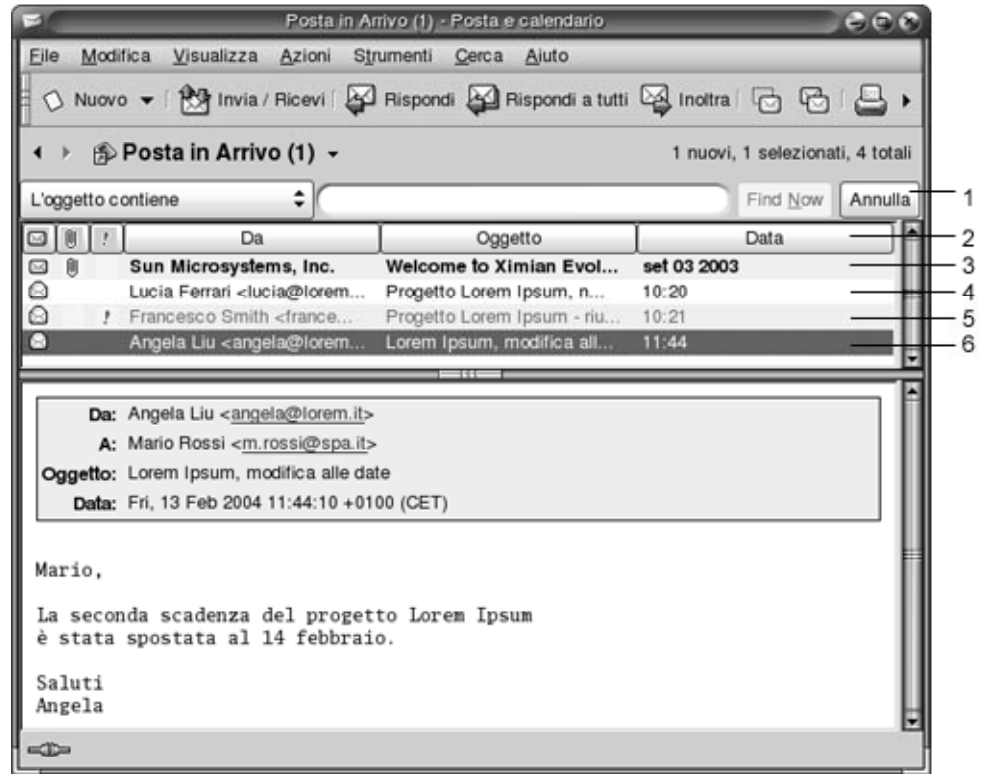 Posta in Arrivo (1) - Posta e calendario
File Modifica Visualizza Azioni Strumenti Cerca Aiuto
Nuovo Invia / Ricevi Rispondi Rispondi a tutti Inoltra
Posta in Arrivo (1) 1 nuovi, 1 selezionati, 4 totali
L'oggetto contiene Find Now Annulla 1
! Da Oggetto Data 2
Sun Microsystems, Inc. Welcome to Ximian Evol... set 03 2003 3
Lucia Ferrari <lucia@lorem... Progetto Lorem Ipsum, n... 10:20 4
! Francesco Smith <france... Progetto Lorem Ipsum - riu... 10:21 5
Angela Liu <angela@lorem... Lorem Ipsum, modifica all... 11:44 6
Da: Angela Liu <angela@lorem.it>
A: Mario Rossi <m.rossi@spa.it>
Oggetto: Lorem Ipsum, modifica alle date
Data: Fri, 13 Feb 2004 11:44:10 +0100 (CET)
Mario,
La seconda scadenza del progetto Lorem Ipsum
è stata spostata al 14 febbraio.
Saluti
Angela